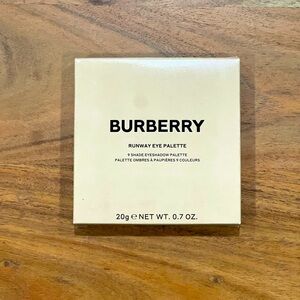 BURBERRY
RUNWAY EYE PALETTE
9 SHADE EYESHADOW PALETTE
PALETTE OMBRES À PAUPIÈRES 9 COULEURS
20g ℮ NET WT. 0.7 OZ.